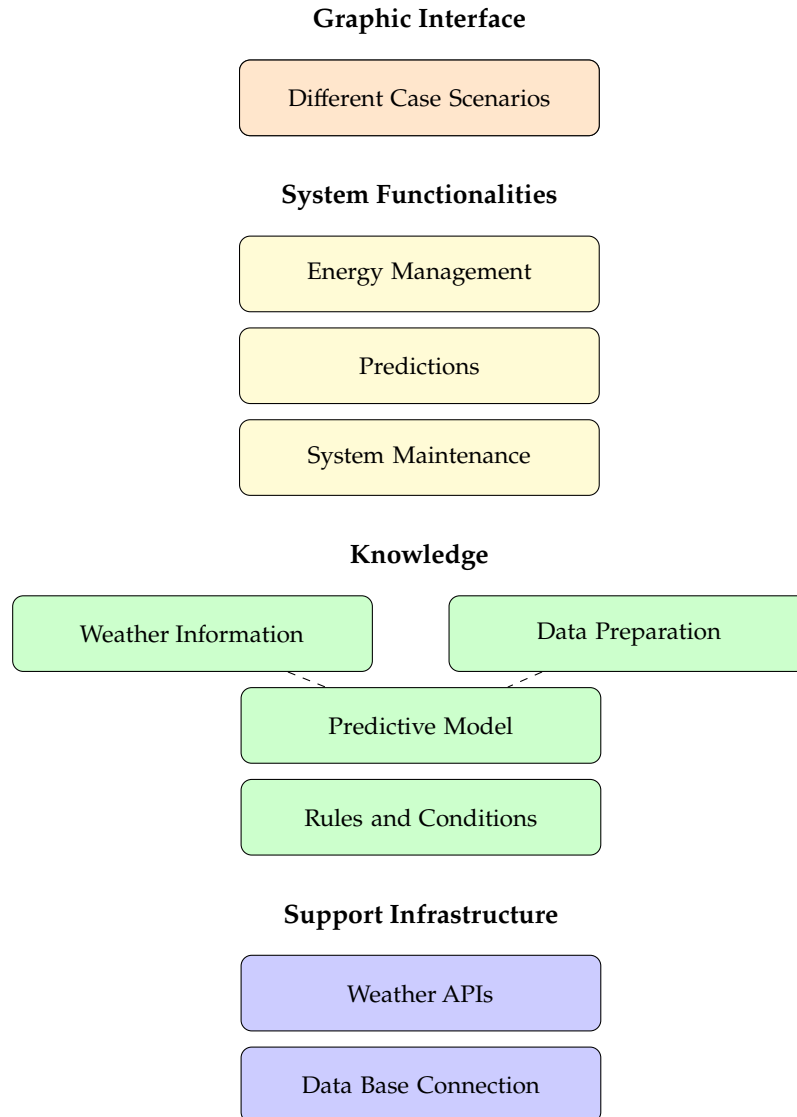 Graphic Interface
Different Case Scenarios
System Functionalities
Energy Management
Predictions
System Maintenance
Knowledge
Weather Information
Data Preparation
Predictive Model
Rules and Conditions
Support Infrastructure
Weather APIs
Data Base Connection